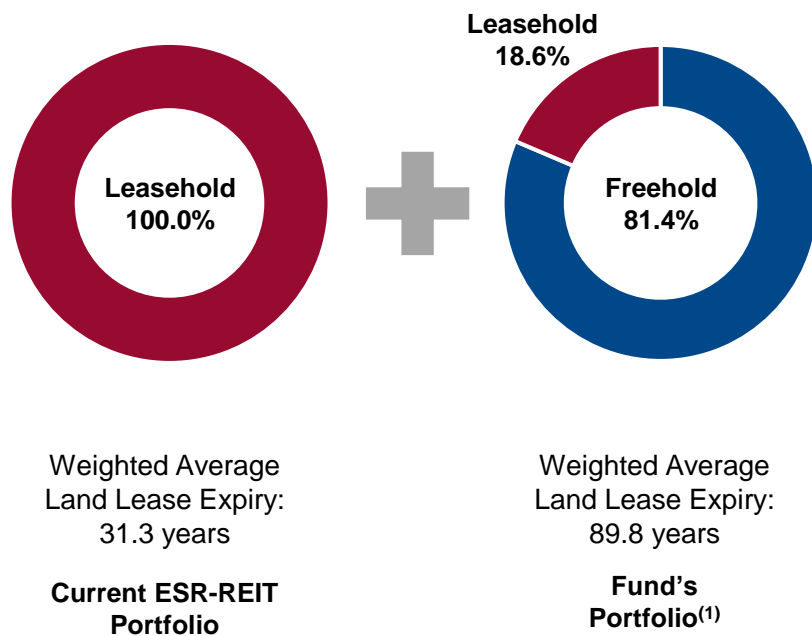 Leasehold
100.0%
Leasehold
18.6%
Freehold
81.4%
Weighted Average
Land Lease Expiry:
31.3 years
Current ESR-REIT
Portfolio
Weighted Average
Land Lease Expiry:
89.8 years
Fund's
Portfolio(1)